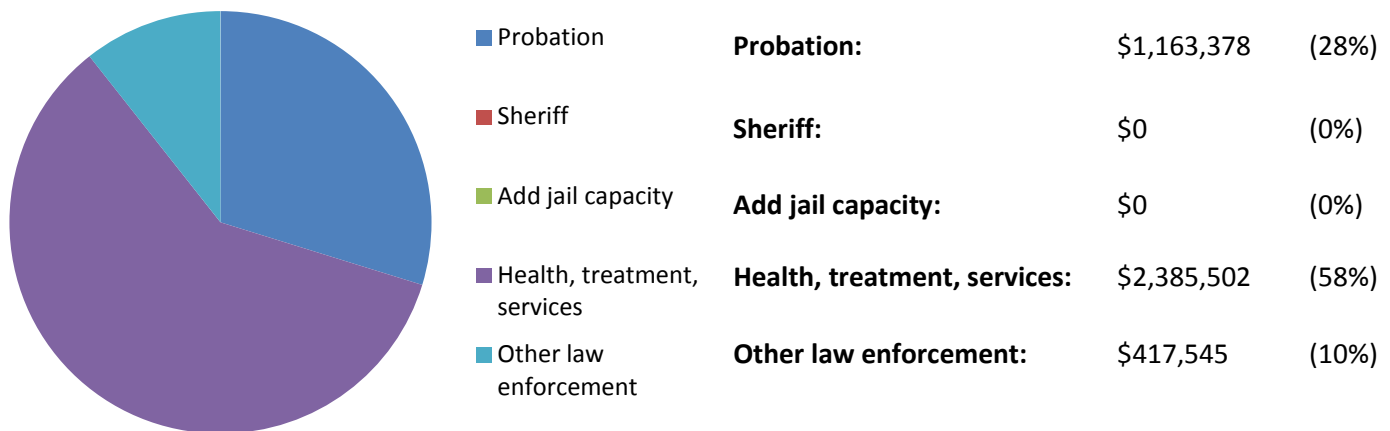 Probation
Sheriff
Add jail capacity
Health, treatment,
services
Other law
enforcement
Probation: $1,163,378 (28%)
Sheriff: $0 (0%)
Add jail capacity: $0 (0%)
Health, treatment, services: $2,385,502 (58%)
Other law enforcement: $417,545 (10%)